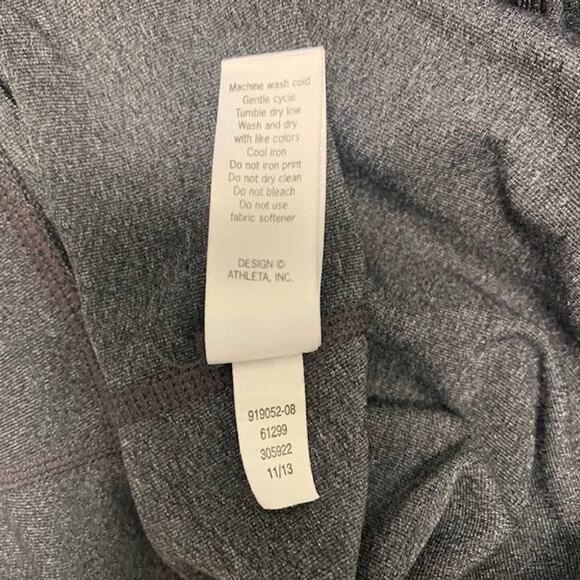 Machine wash cold
Gentle cycle
Tumble dry low
Wash and dry
with like colors
Cool iron
Do not iron print
Do not dry clean
Do not bleach
Do not use
fabric softener
DESIGN ©
ATHLETA, INC.
919052-08
61299
305922
11/13